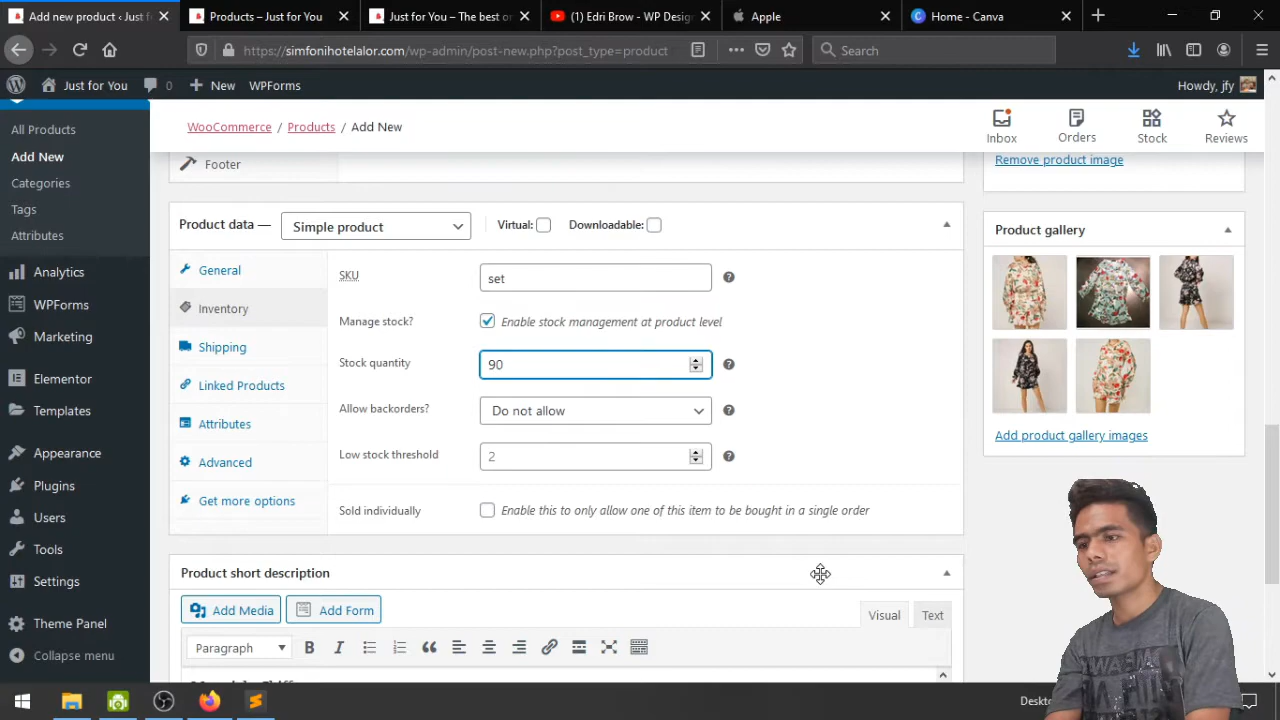 Add new product ‹ Just f
Products – Just for You
Just for You – The best or
(1) Edri Brow - WP Design
Apple
Home - Canva
https://simfonihotelalor.com/wp-admin/post-new.php?post_type=product
Search
Just for You
0
New
WPForms
Howdy, jfy
All Products
Add New
Categories
Tags
Attributes
Analytics
WPForms
Marketing
Elementor
Templates
Appearance
Plugins
Users
Tools
Settings
Theme Panel
Collapse menu
WooCommerce / Products / Add New
Inbox
Orders
Stock
Reviews
Footer
Remove product image
Product data —
Simple product
Virtual:
Downloadable:
General
Inventory
Shipping
Linked Products
Attributes
Advanced
Get more options
SKU
set
Manage stock?
Enable stock management at product level
Stock quantity
90
Allow backorders?
Do not allow
Low stock threshold
2
Sold individually
Enable this to only allow one of this item to be bought in a single order
Product gallery
Add product gallery images
Product short description
Add Media
Add Form
Visual
Text
Paragraph
Deskto